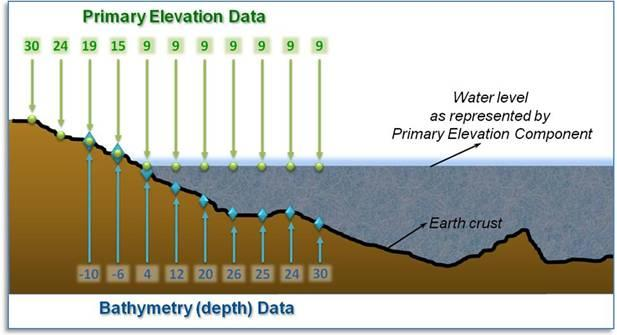 Primary Elevation Data
30 24 19 15 9 9 9 9 9 9 9
Water level
as represented by
Primary Elevation Component
Earth crust
-10 -6 4 12 20 26 25 24 30
Bathymetry (depth) Data